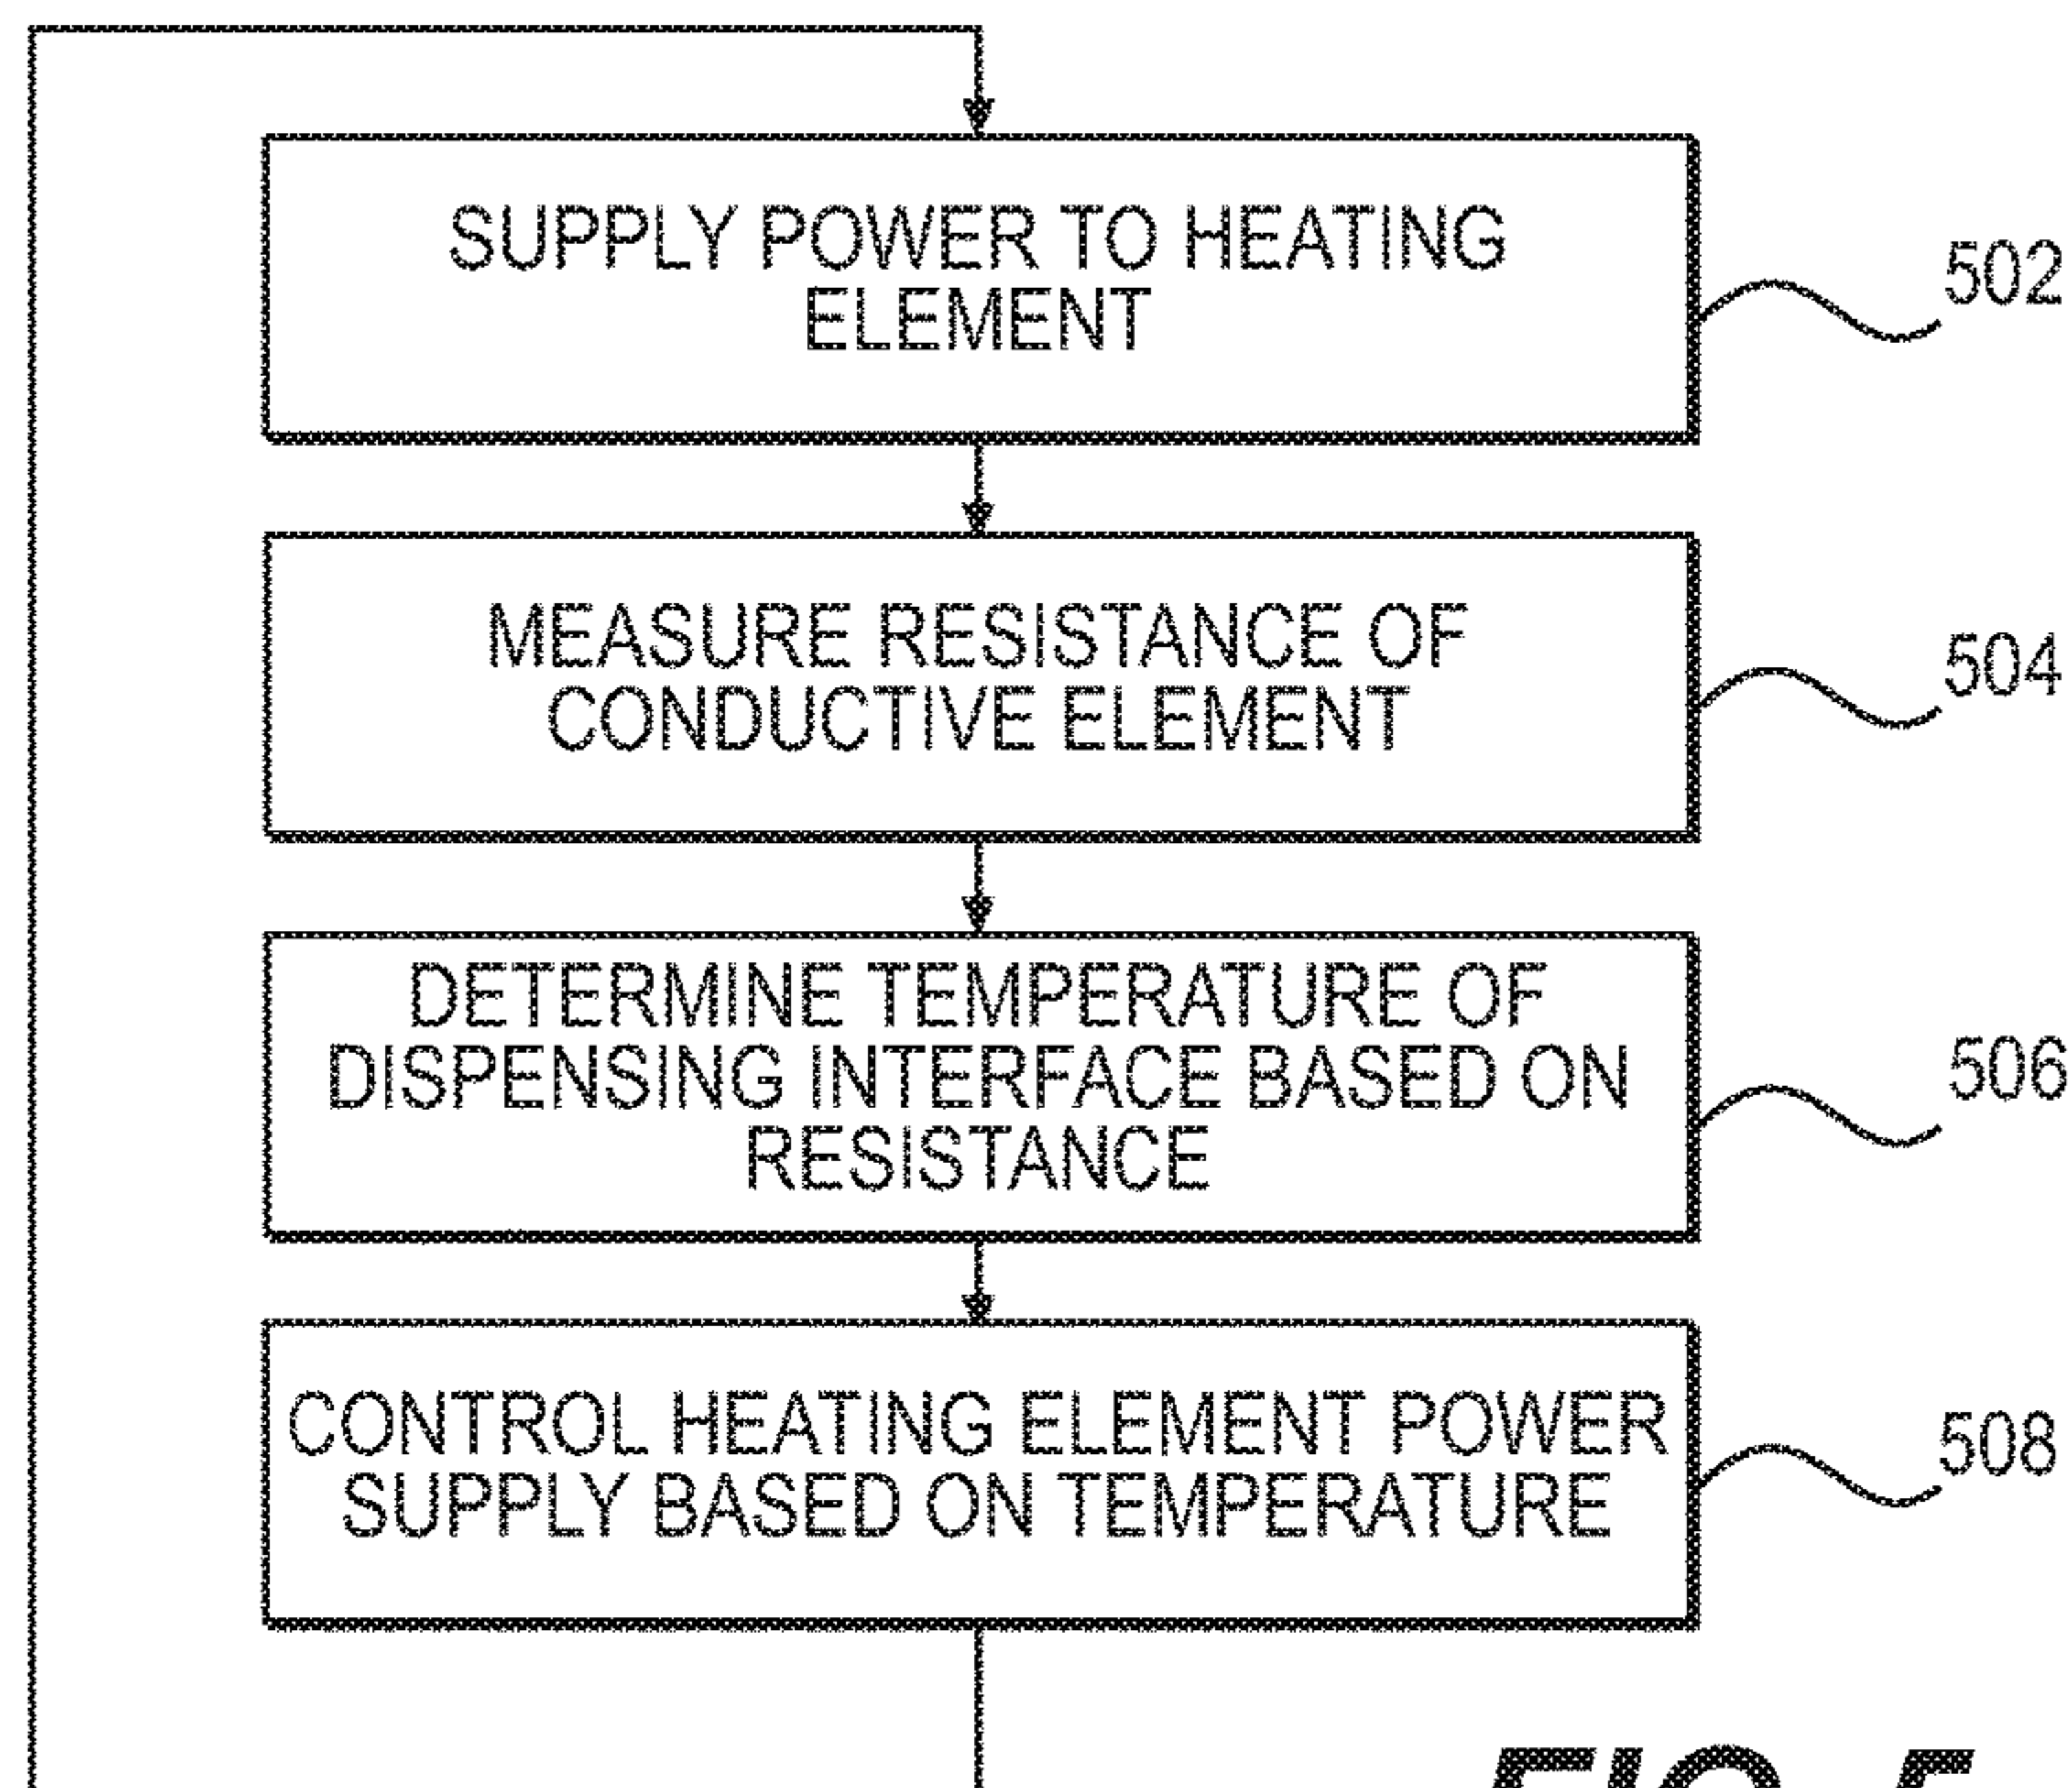 SUPPLY POWER TO HEATING
ELEMENT
502
MEASURE RESISTANCE OF
CONDUCTIVE ELEMENT
504
DETERMINE TEMPERATURE OF
DISPENSING INTERFACE BASED ON
RESISTANCE
506
CONTROL HEATING ELEMENT POWER
SUPPLY BASED ON TEMPERATURE
508